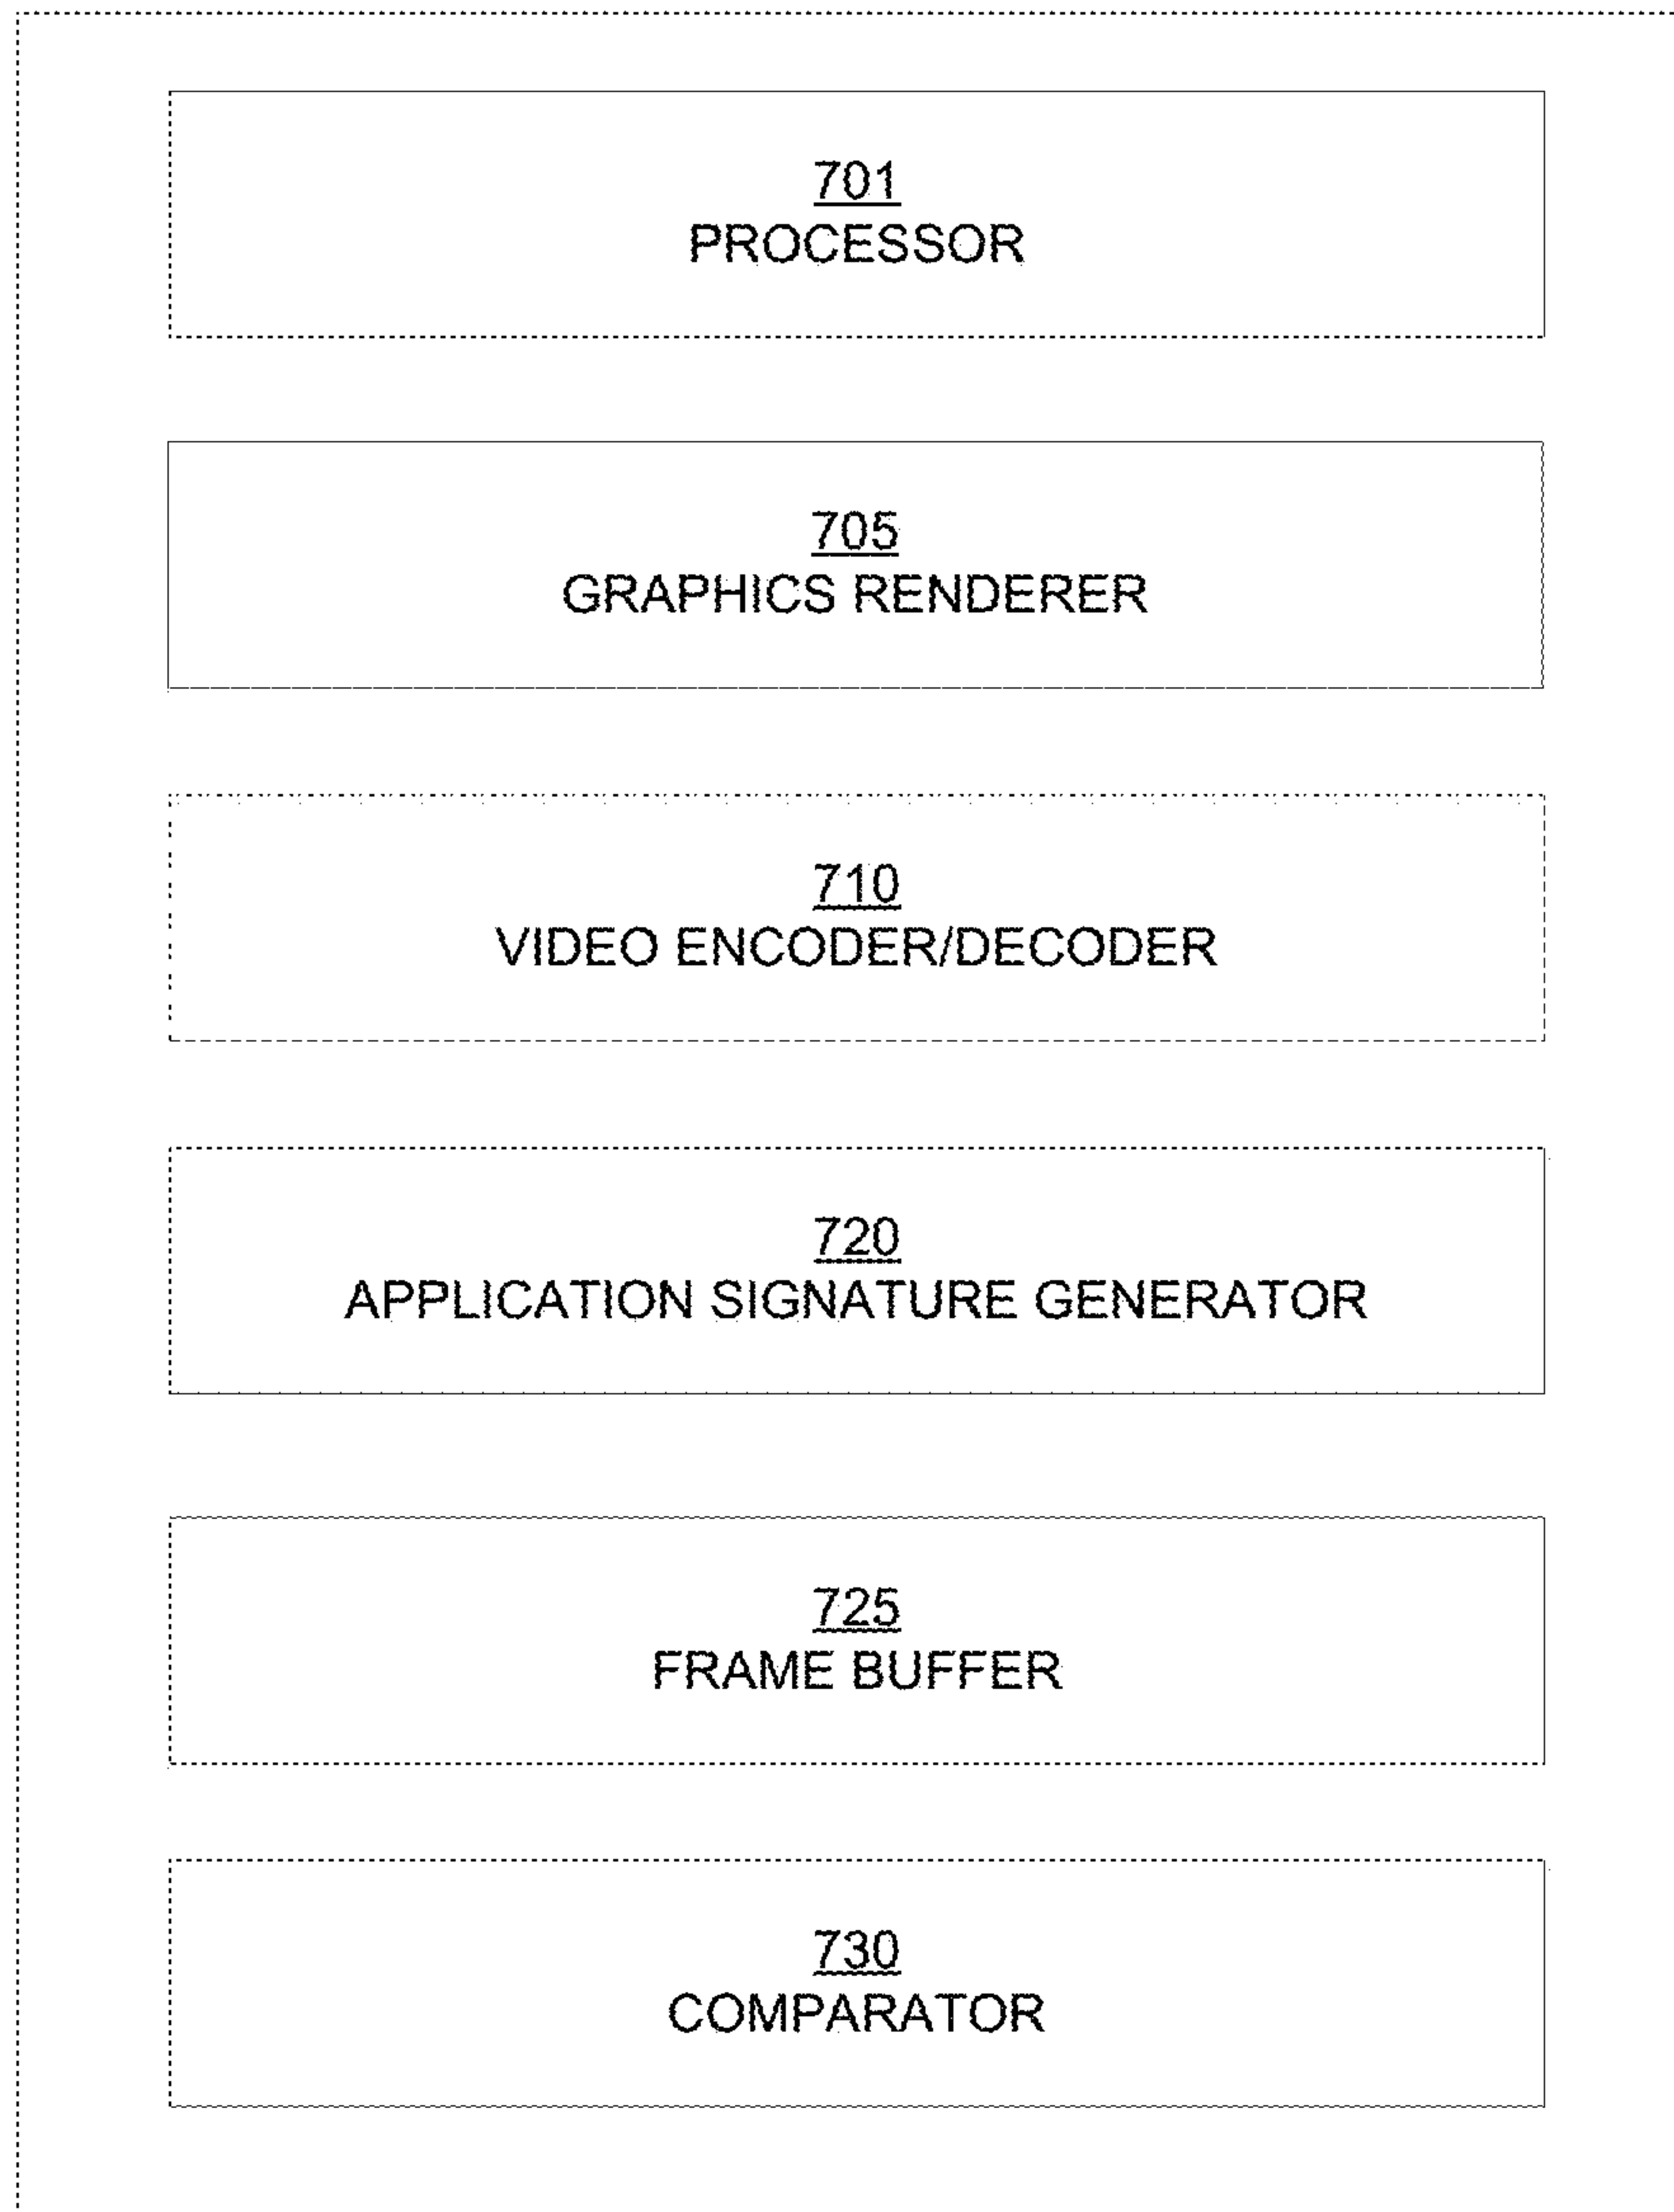 701
PROCESSOR
705
GRAPHICS RENDERER
710
VIDEO ENCODER/DECODER
720
APPLICATION SIGNATURE GENERATOR
725
FRAME BUFFER
730
COMPARATOR